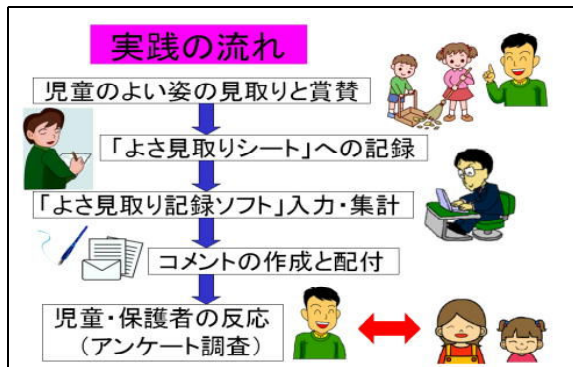 実践の流れ
児童のよい姿の見取りと賞賛
「よさ見取りシート」への記録
「よさ見取り記録ソフト」入力・集計
コメントの作成と配付
児童・保護者の反応
（アンケート調査）